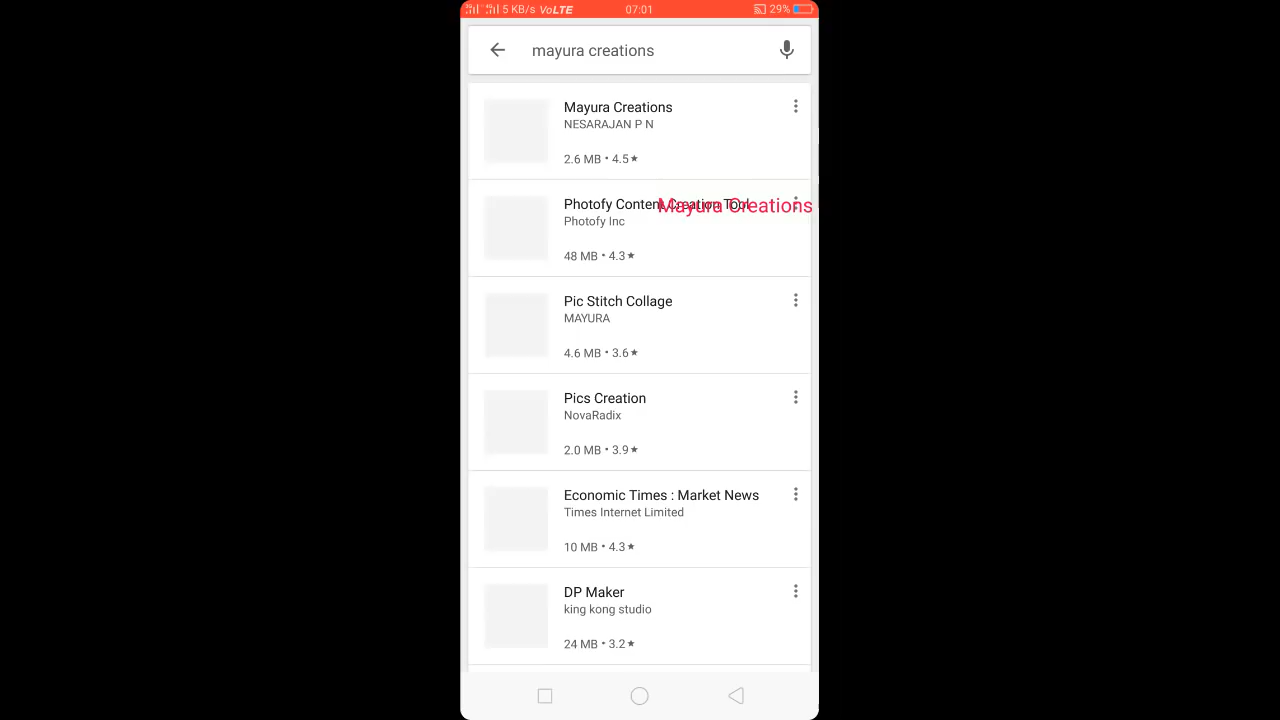 5 KB/s VoLTE 07:01 29%
mayura creations
Mayura Creations
NESARAJAN P N
2.6 MB • 4.5★
Photofy Content Creation Tool
Mayura Creations
Photofy Inc
48 MB • 4.3★
Pic Stitch Collage
MAYURA
4.6 MB • 3.6★
Pics Creation
NovaRadix
2.0 MB • 3.9★
Economic Times : Market News
Times Internet Limited
10 MB • 4.3★
DP Maker
king kong studio
24 MB • 3.2★